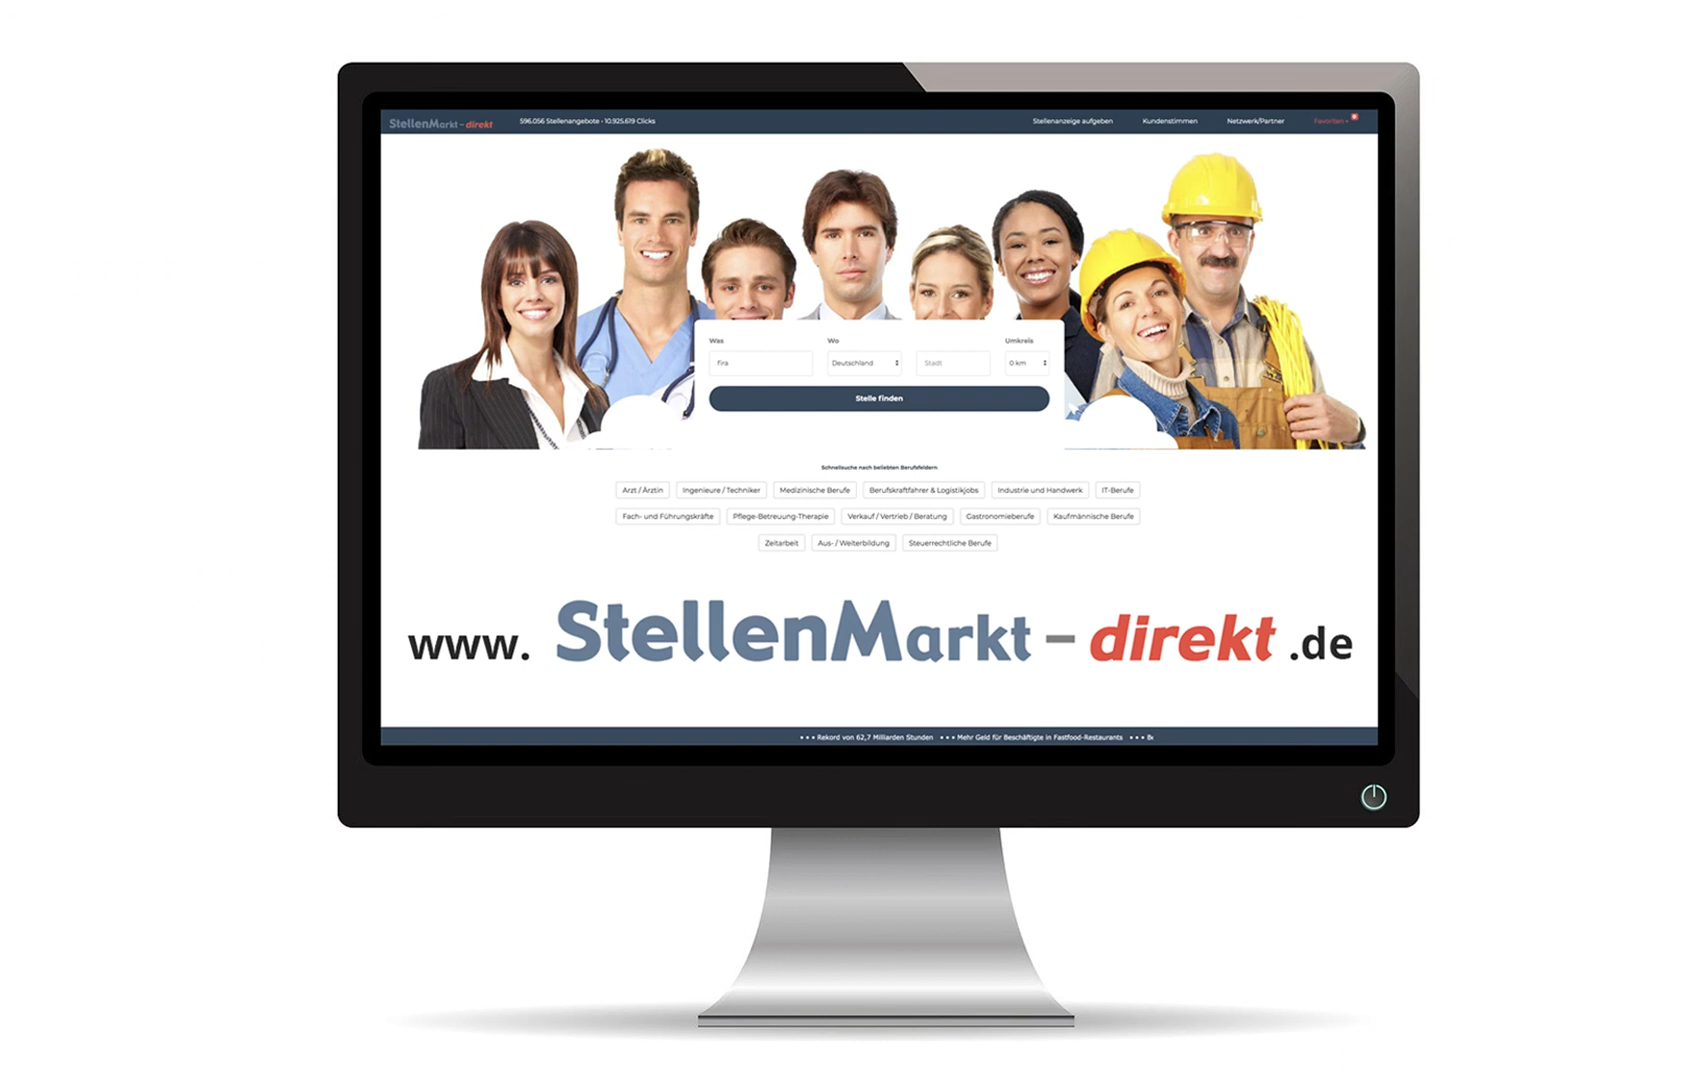 StellenMarkt - direkt 596.056 Stellenangebote - 10.925.619 Clicks Stellenanzeige aufgeben Kundenstimmen Netzwerk/Partner Favoriten
Was Wo Umkreis
fira Deutschland Stadt 0 km
Stelle finden
Schnellsuche nach beliebten Berufsfeldern
Arzt / Ärztin Ingenieure / Techniker Medizinische Berufe Berufskraftfahrer & Logistikjobs Industrie und Handwerk IT-Berufe
Fach- und Führungskräfte Pflege-Betreuung-Therapie Verkauf / Vertrieb / Beratung Gastronomieberufe Kaufmännische Berufe
Zeitarbeit Aus- / Weiterbildung Steuerrechtliche Berufe
www. StellenMarkt - direkt .de
• • • Rekord von 62,7 Milliarden Stunden • • • Mehr Geld für Beschäftigte in Fastfood-Restaurants • • •